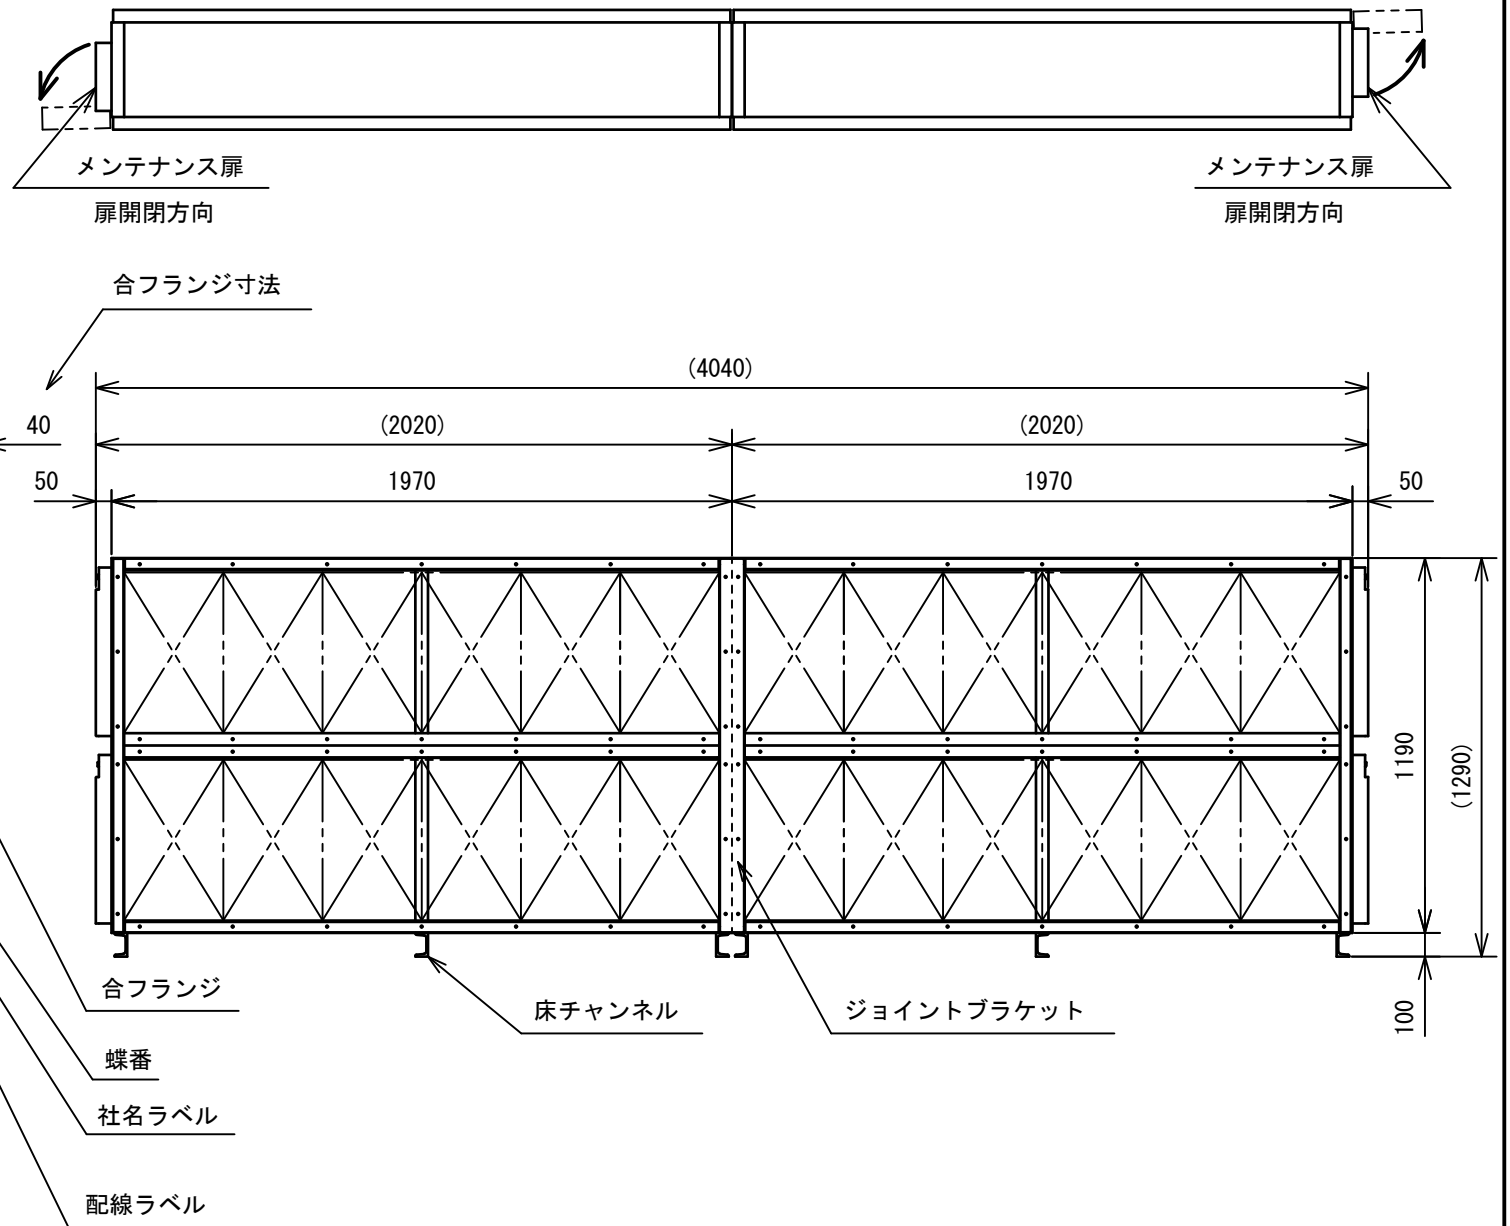 メンテナンス扉
扉開閉方向
メンテナンス扉
扉開閉方向
合フランジ寸法
(4040)
40
(2020)
(2020)
50
1970
1970
50
1190
(1290)
100
合フランジ
床チャンネル
ジョイントブラケット
蝶番
社名ラベル
配線ラベル